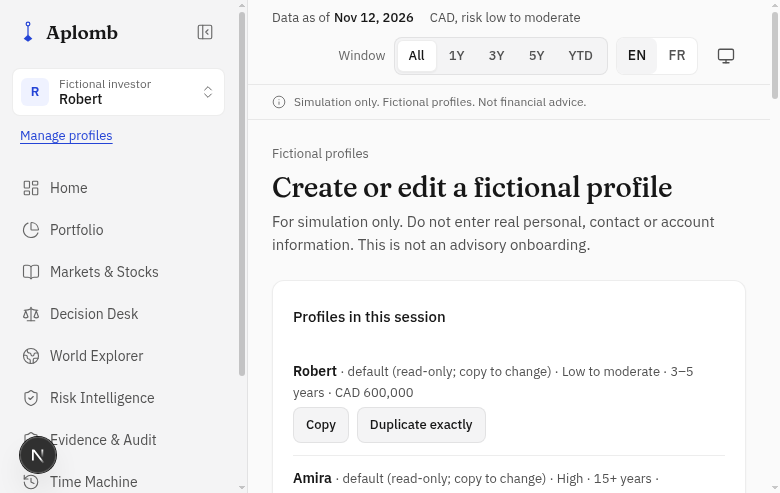 Aplomb
R
Fictional investor
Robert
Manage profiles
Home
Portfolio
Markets & Stocks
Decision Desk
World Explorer
Risk Intelligence
Evidence & Audit
N
Time Machine
Data as of Nov 12, 2026 CAD, risk low to moderate
Window All 1Y 3Y 5Y YTD EN FR
Simulation only. Fictional profiles. Not financial advice.
Fictional profiles
Create or edit a fictional profile
For simulation only. Do not enter real personal, contact or account
information. This is not an advisory onboarding.
Profiles in this session
Robert · default (read-only; copy to change) · Low to moderate · 3–5
years · CAD 600,000
Copy Duplicate exactly
Amira · default (read-only; copy to change) · High · 15+ years ·